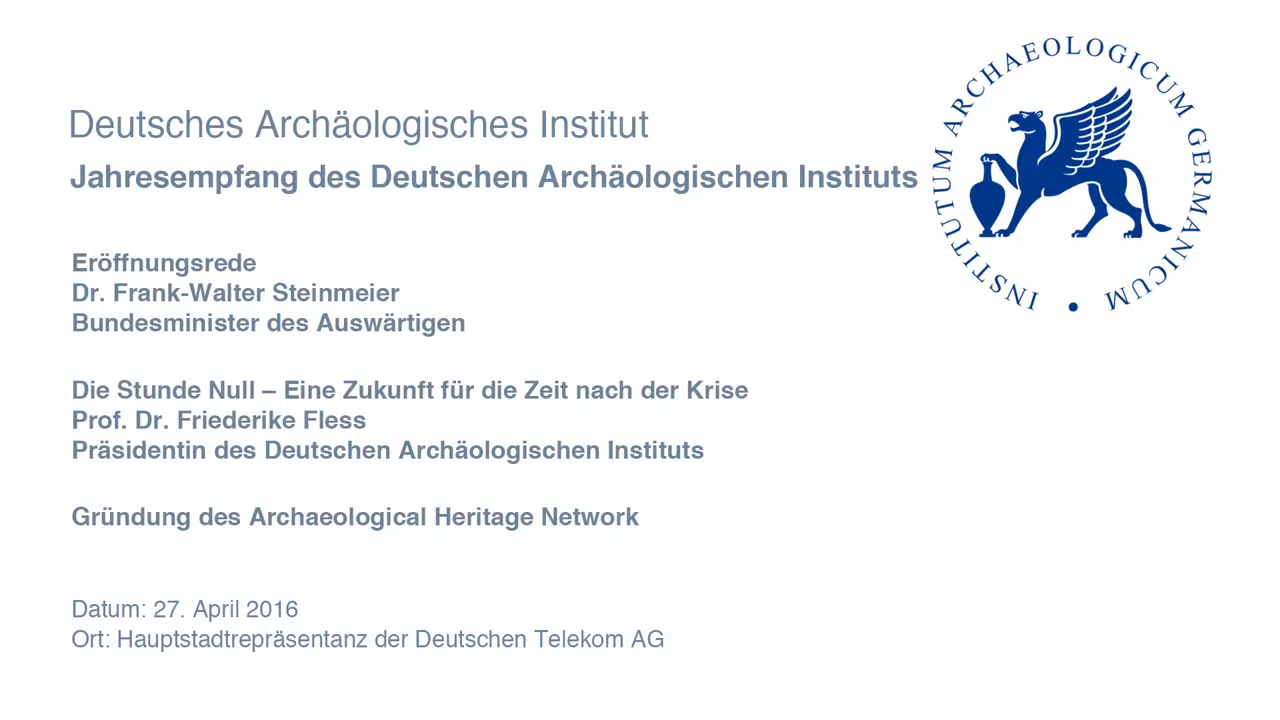 Deutsches Archäologisches Institut
Jahresempfang des Deutschen Archäologischen Instituts
INSTITUTUM ARCHAEOLOGICUM GERMANICUM
Eröffnungsrede
Dr. Frank-Walter Steinmeier
Bundesminister des Auswärtigen
Die Stunde Null – Eine Zukunft für die Zeit nach der Krise
Prof. Dr. Friederike Fless
Präsidentin des Deutschen Archäologischen Instituts
Gründung des Archaeological Heritage Network
Datum: 27. April 2016
Ort: Hauptstadtrepräsentanz der Deutschen Telekom AG